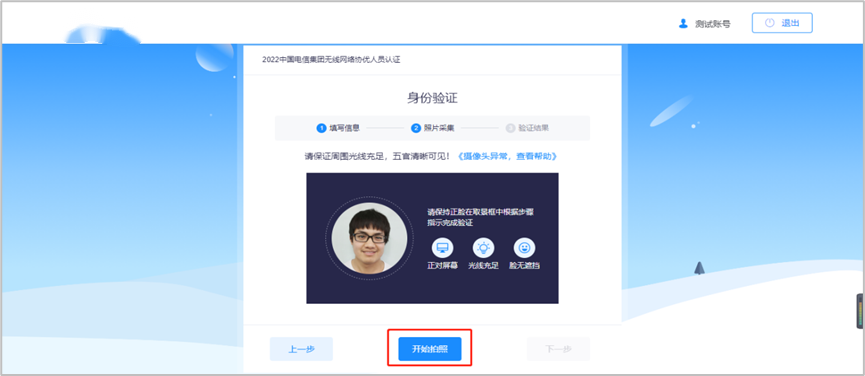 测试账号
退出
2022中国电信集团无线网络协优人员认证
身份验证
1 填写信息
2 照片采集
3 验证结果
请保证周围光线充足，五官清晰可见！《摄像头异常，查看帮助》
请保持正脸在取景框中根据步骤
指示完成验证
正对屏幕
光线充足
脸无遮挡
上一步
开始拍照
下一步